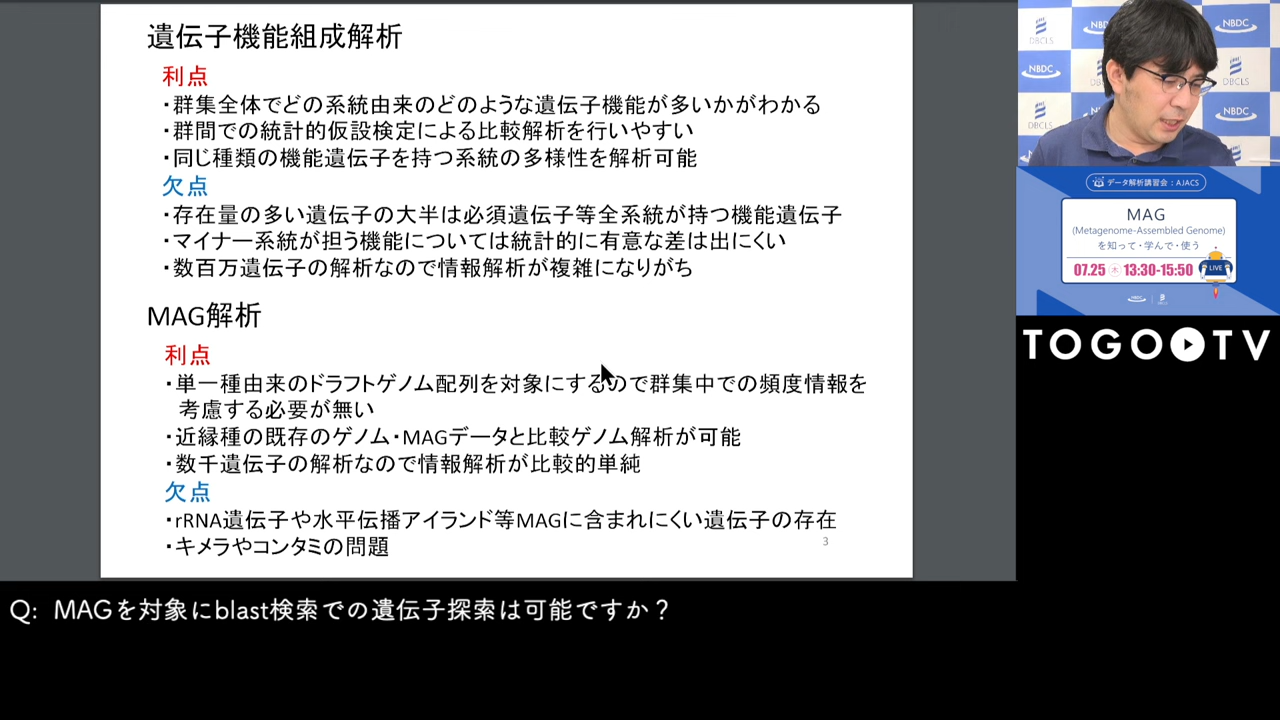 遺伝子機能組成解析
利点
・群集全体でどの系統由来のどのような遺伝子機能が多いかがわかる
・群間での統計的仮設検定による比較解析を行いやすい
・同じ種類の機能遺伝子を持つ系統の多様性を解析可能
欠点
・存在量の多い遺伝子の大半は必須遺伝子等全系統が持つ機能遺伝子
・マイナー系統が担う機能については統計的に有意な差は出にくい
・数百万遺伝子の解析なので情報解析が複雑になりがち
MAG解析
利点
・単一種由来のドラフトゲノム配列を対象にするので群集中での頻度情報を
考慮する必要が無い
・近縁種の既存のゲノム・MAGデータと比較ゲノム解析が可能
・数千遺伝子の解析なので情報解析が比較的単純
欠点
・rRNA遺伝子や水平伝播アイランド等MAGに含まれにくい遺伝子の存在
・キメラやコンタミの問題
3
NBDC
DBCLS
NBDC
NBDC
DBCLS
DBCLS
NBDC
データ解析講習会：AJACS
MAG
(Metagenome-Assembled Genome)
を知って・学んで・使う
07.25 木 13:30-15:50
LIVE
TOGO TV
Q: MAGを対象にblast検索での遺伝子探索は可能ですか？